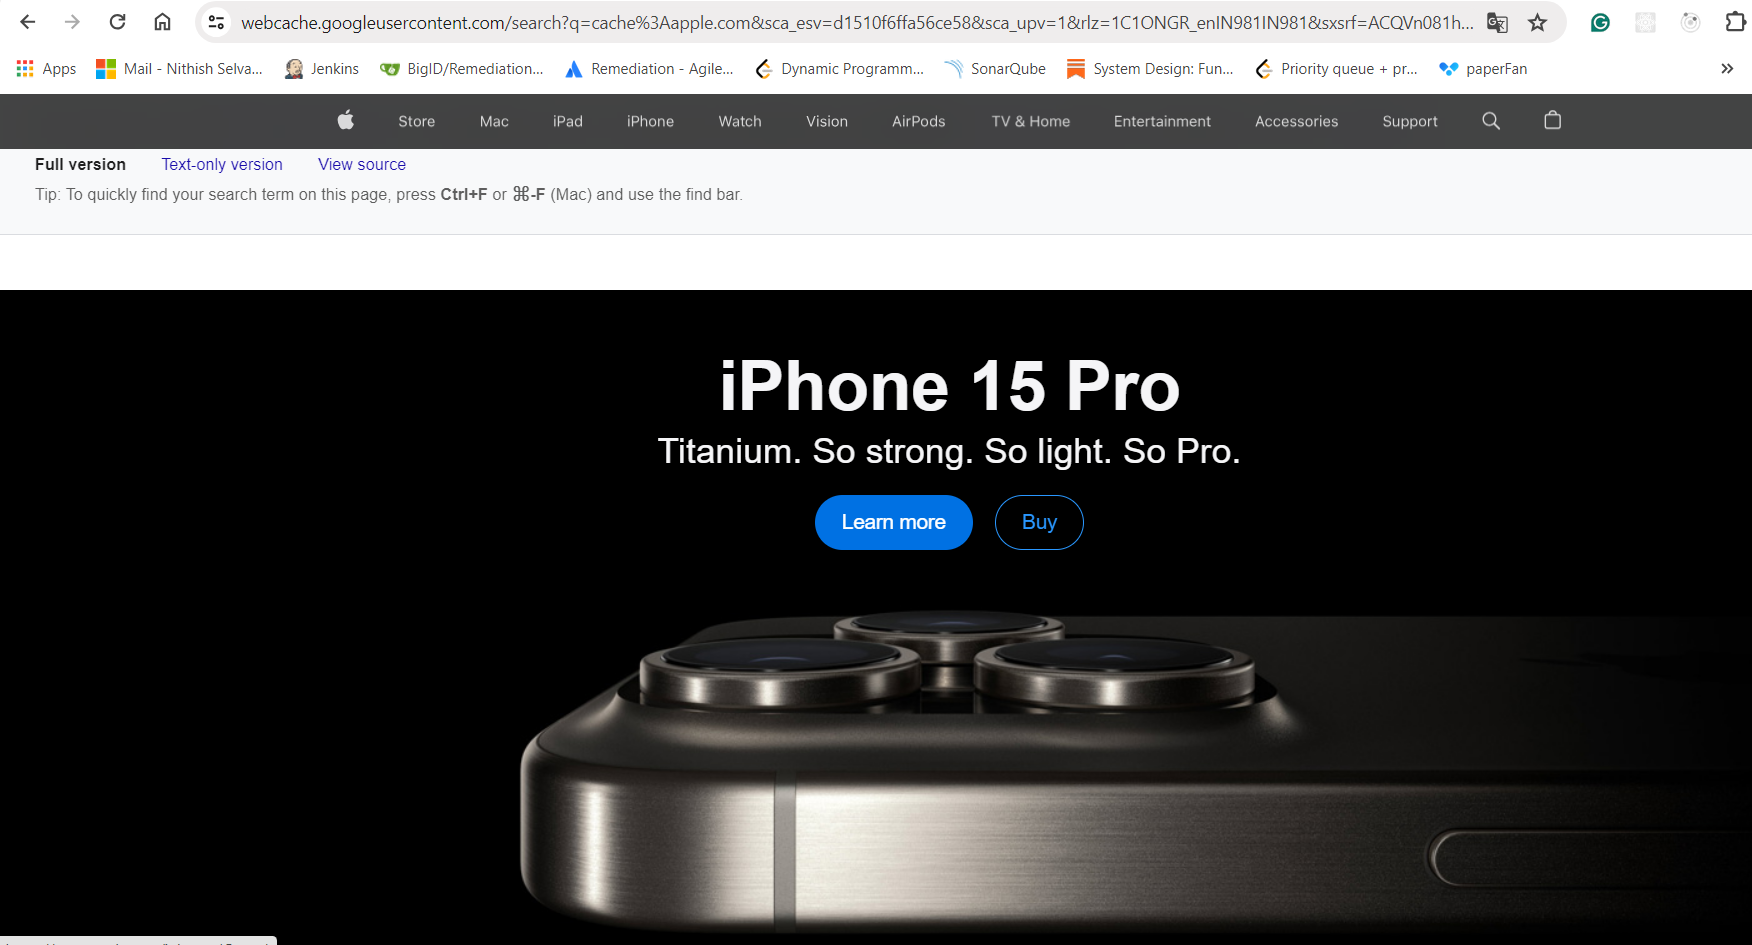 webcache.googleusercontent.com/search?q=cache%3Aapple.com&sca_esv=d1510f6ffa56ce58&sca_upv=1&rlz=1C1ONGR_enIN981IN981&sxsrf=ACQVn081h...
Apps Mail - Nithish Selva... Jenkins BigID/Remediation... Remediation - Agile... Dynamic Programm... SonarQube System Design: Fun... Priority queue + pr... paperFan
Store Mac iPad iPhone Watch Vision AirPods TV & Home Entertainment Accessories Support
Full version Text-only version View source
Tip: To quickly find your search term on this page, press Ctrl+F or ⌘-F (Mac) and use the find bar.
iPhone 15 Pro
Titanium. So strong. So light. So Pro.
Learn more Buy